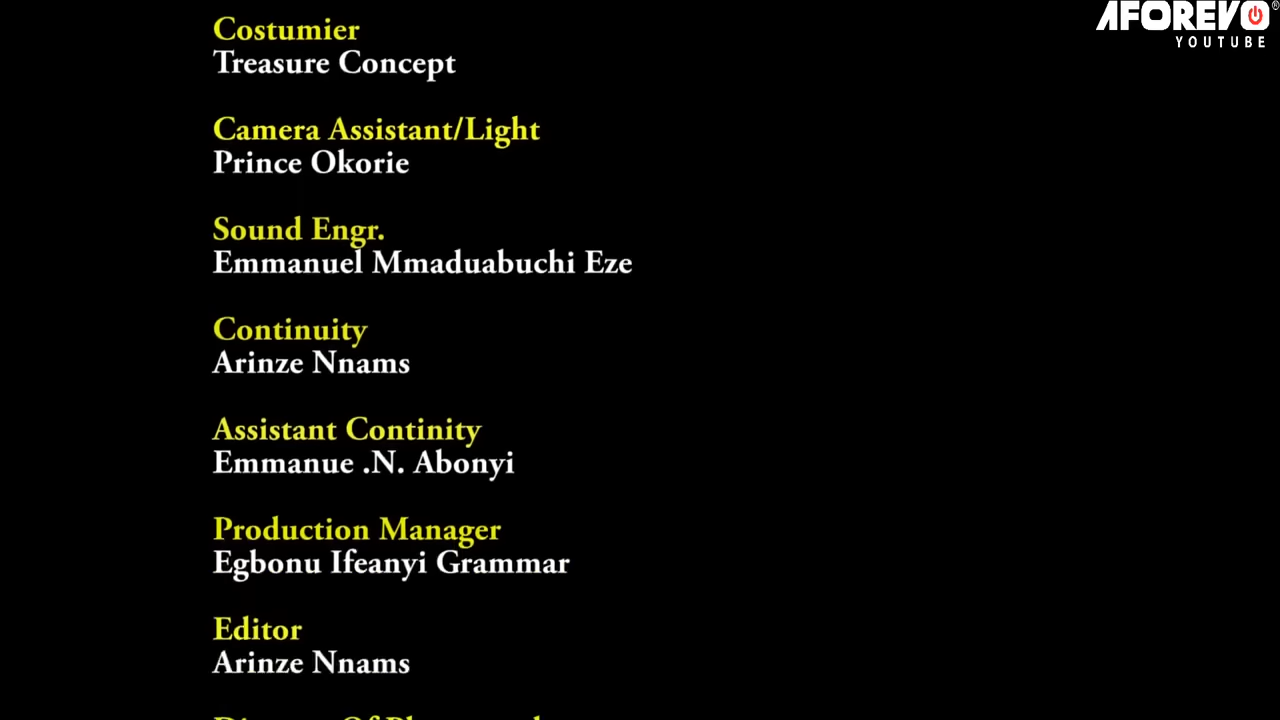 AFOREVO
YOUTUBE
Costumier
Treasure Concept
Camera Assistant/Light
Prince Okorie
Sound Engr.
Emmanuel Mmaduabuchi Eze
Continuity
Arinze Nnams
Assistant Continity
Emmanue .N. Abonyi
Production Manager
Egbonu Ifeanyi Grammar
Editor
Arinze Nnams